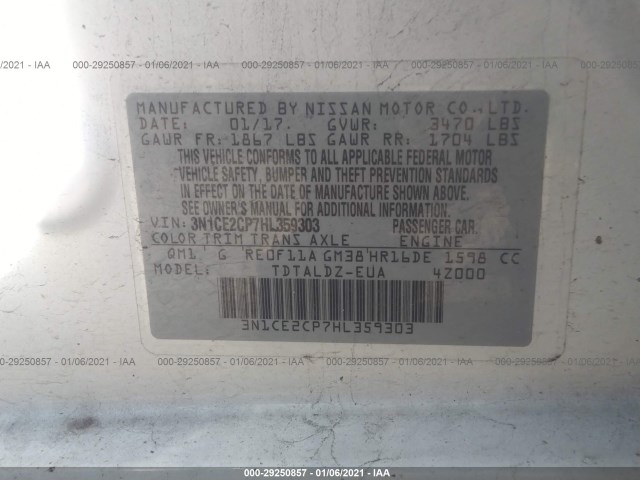 /2021 - IAA 000-29250857 - 01/06/2021 - IAA 000-29250857 - 01/06/2021 - IAA 000-29250857 - 01/
MANUFACTURED BY NISSAN MOTOR CO., LTD.
DATE: 01/17. GVWR: 3470 LBS
GAWR FR: 1867 LBS GAWR RR: 1704 LBS
THIS VEHICLE CONFORMS TO ALL APPLICABLE FEDERAL MOTOR
VEHICLE SAFETY, BUMPER AND THEFT PREVENTION STANDARDS
IN EFFECT ON THE DATE OF MANUFACTURE SHOWN ABOVE.
SEE OWNER'S MANUAL FOR ADDITIONAL INFORMATION.
VIN: 3N1CE2CP7HL359303 PASSENGER CAR.
COLOR TRIM TRANS AXLE ENGINE
QM1 G RE0F11A GM38 HR16DE 1598 CC
MODEL: TDTALDZ-EUA 4Z000
3N1CE2CP7HL359303
/2021 - IAA 000-29250857 - 01/06/2021 - IAA 000-29250857 - 01/06/2021 - IAA 000-29250857 - 01/
000-29250857 - 01/06/2021 - IAA